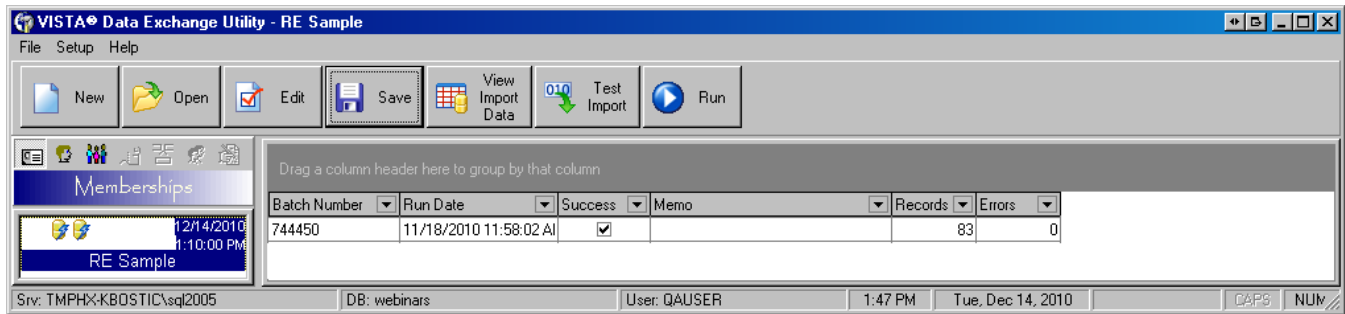 VISTA® Data Exchange Utility - RE Sample
File Setup Help
New Open Edit Save View Import Data 010 Test Import Run
Memberships
Drag a column header here to group by that column
Batch Number Run Date Success Memo Records Errors
744450 11/18/2010 11:58:02 AI 83 0
12/14/2010
1:10:00 PM
RE Sample
Srv: TMPHX-KBOSTIC\sql2005 DB: webinars User: QAUSER 1:47 PM Tue, Dec 14, 2010 CAPS NUM